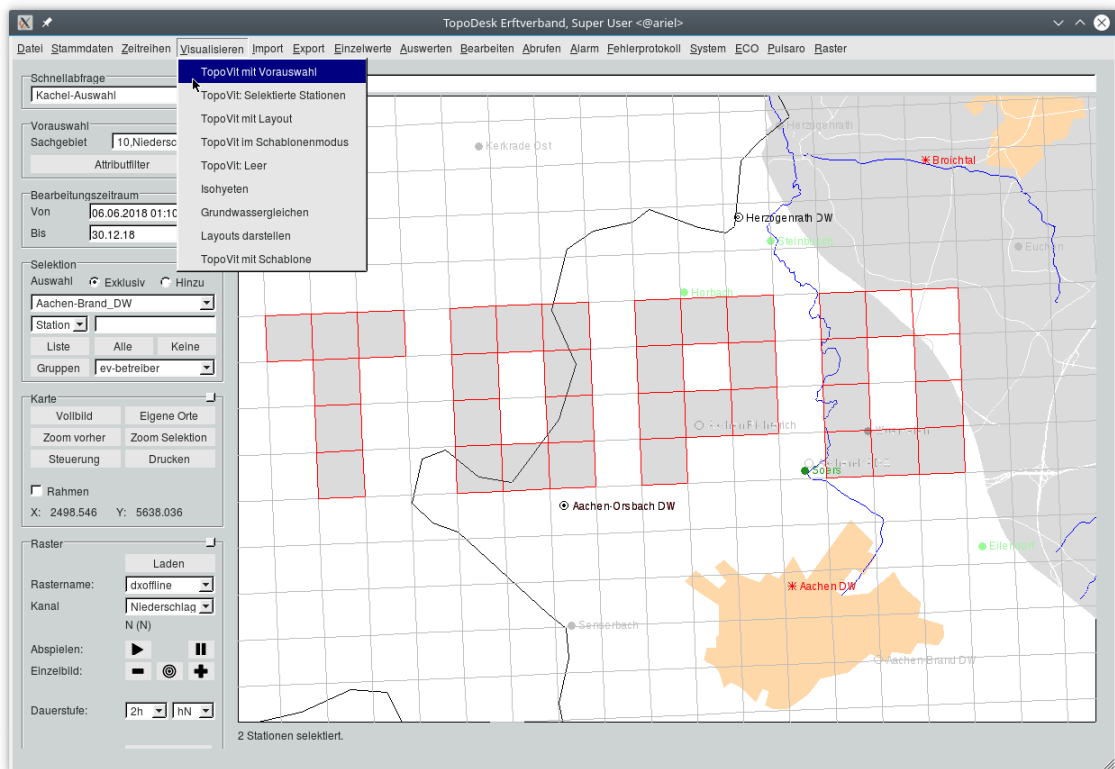 TopoDesk Erftverband, Super User <@ariel>
Datei Stammdaten Zeitreihen Visualisieren Import Export Einzelwerte Auswerten Bearbeiten Abrufen Alarm Fehlerprotokoll System ECO Pulsaro Raster
TopoVit mit Vorauswahl
TopoVit: Selektierte Stationen
TopoVit mit Layout
TopoVit im Schablonenmodus
TopoVit: Leer
Isohyeten
Grundwassergleichen
Layouts darstellen
TopoVit mit Schablone
Schnellabfrage
Kachel-Auswahl
Vorauswahl
Sachgebiet 10,Niedersc
Attributfilter
Bearbeitungszeitraum
Von 06.06.2018 01:10
Bis 30.12.18
Selektion
Auswahl Exklusiv Hinzu
Aachen-Brand_DW
Station
Liste Alle Keine
Gruppen ev-betreiber
Karte
Vollbild Eigene Orte
Zoom vorher Zoom Selektion
Steuerung Drucken
Rahmen
X: 2498.546 Y: 5638.036
Raster
Laden
Rastername: dxoffline
Kanal Niederschlag
N (N)
Abspielen:
Einzelbild:
Dauerstufe: 2h hN
Herzogenrath
Kerkrade Ost
Broichtal
Herzogenrath DW
Steinbusch
Euchen
Horbach
Soers
Aachen-Orsbach DW
Aachen DW
Senserbach
Aachen-Brand DW
2 Stationen selektiert.